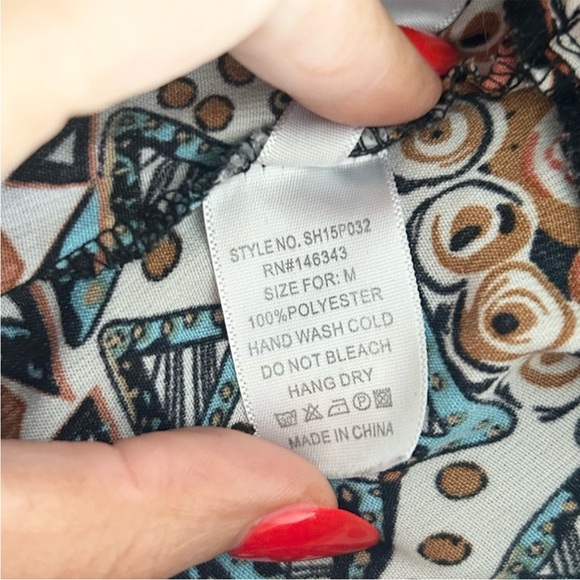 STYLE NO. SH15P032
RN#146343
SIZE FOR: M
100%POLYESTER
HAND WASH COLD
DO NOT BLEACH
HANG DRY
MADE IN CHINA